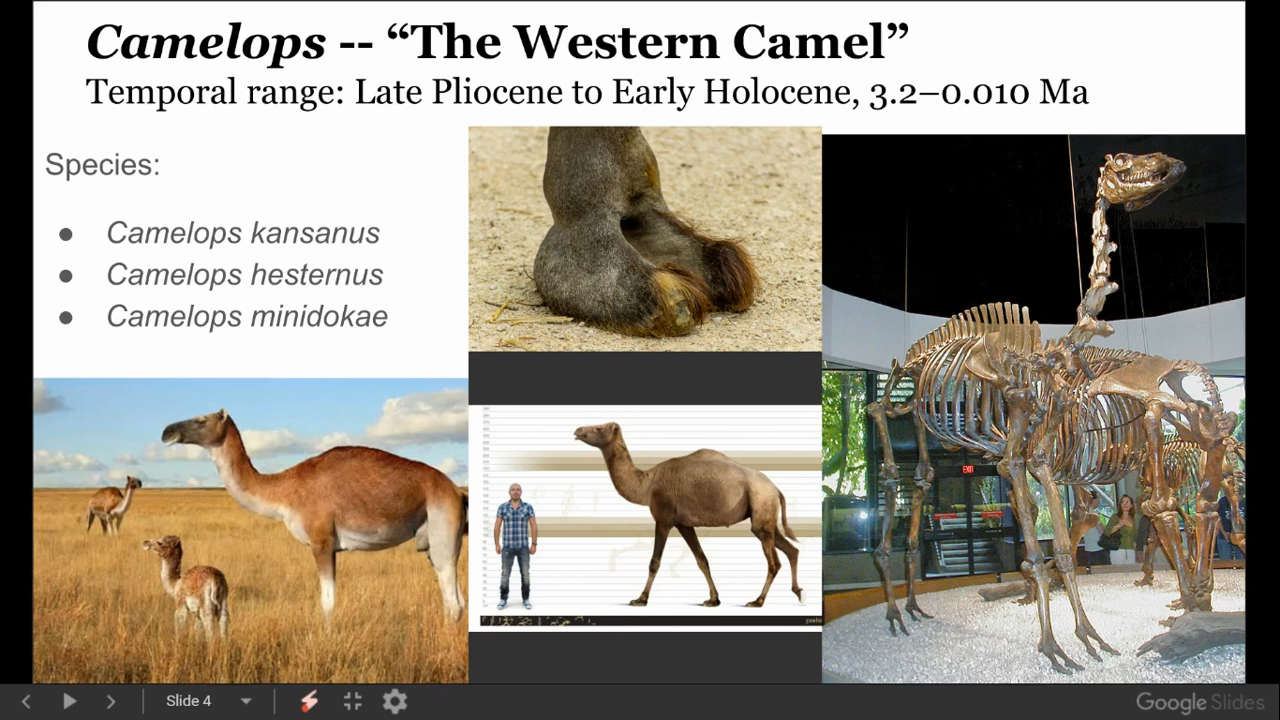 Camelops -- “The Western Camel”
Temporal range: Late Pliocene to Early Holocene, 3.2–0.010 Ma
Species:
● Camelops kansanus
● Camelops hesternus
● Camelops minidokae
EXIT
Slide 4
Google Slides